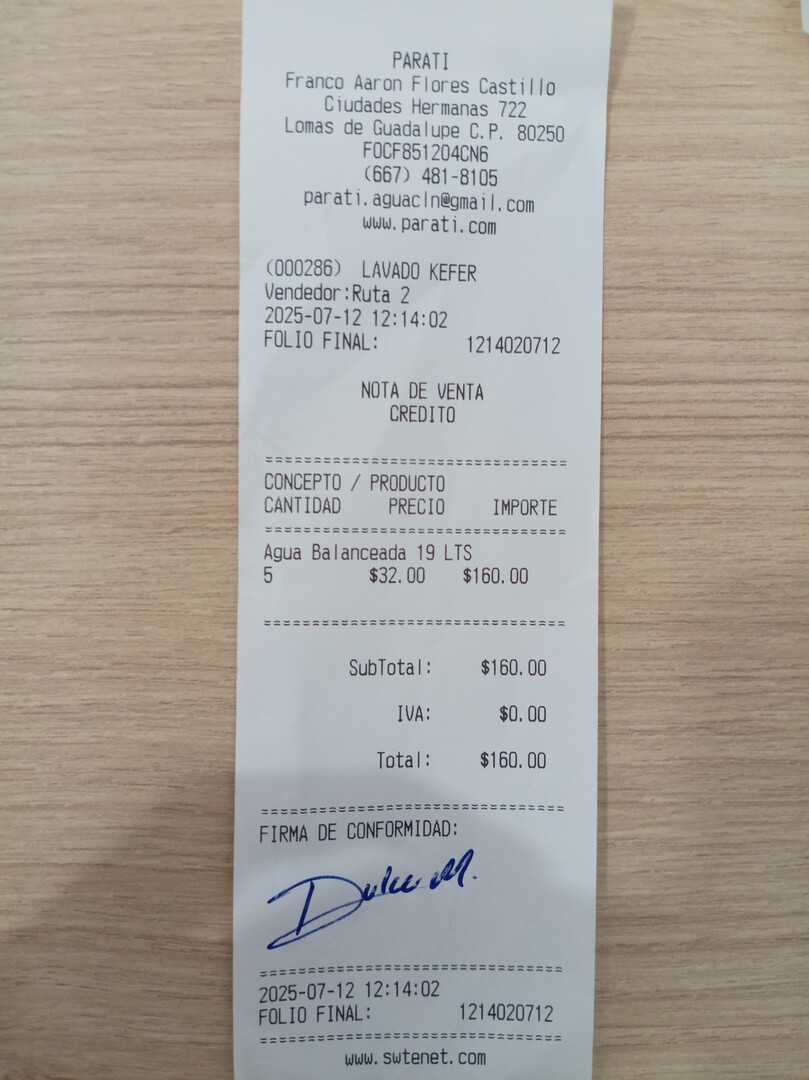 PARATI
Franco Aaron Flores Castillo
Ciudades Hermanas 722
Lomas de Guadalupe C.P. 80250
FOCF851204CN6
(667) 481-8105
parati.aguacln@gmail.com
www.parati.com
(000286) LAVADO KEFER
Vendedor:Ruta 2
2025-07-12 12:14:02
FOLIO FINAL: 1214020712
NOTA DE VENTA
CREDITO
==============================
CONCEPTO / PRODUCTO
CANTIDAD PRECIO IMPORTE
==============================
Agua Balanceada 19 LTS
5 $32.00 $160.00
==============================
SubTotal: $160.00
IVA: $0.00
Total: $160.00
==============================
FIRMA DE CONFORMIDAD:
Dulce M.
==============================
2025-07-12 12:14:02
FOLIO FINAL: 1214020712
==============================
www.swtenet.com